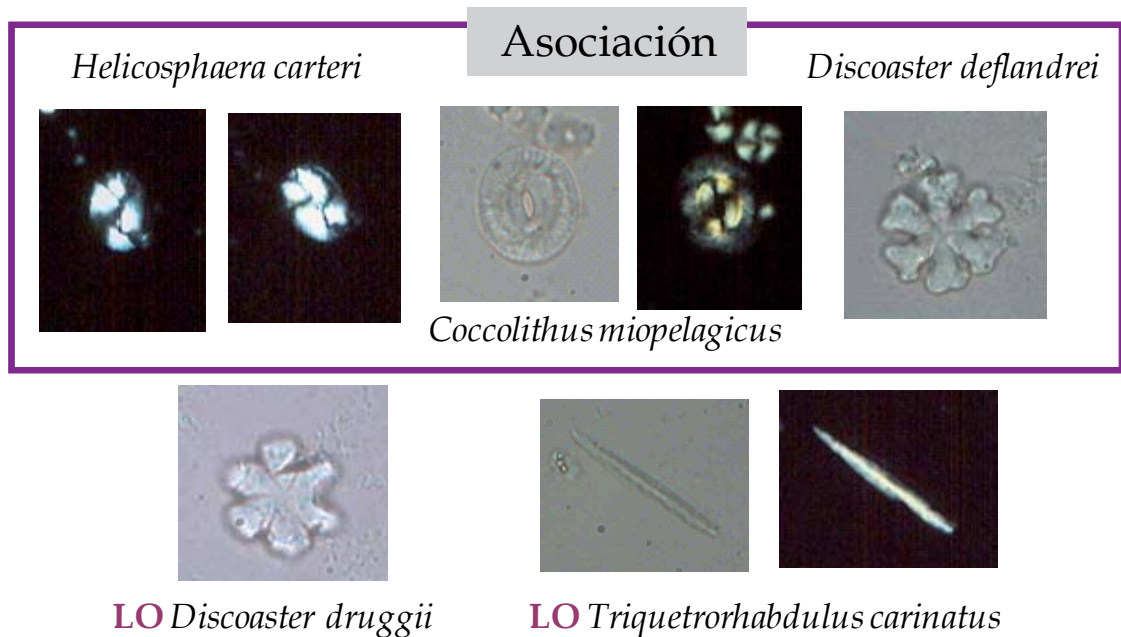 Asociación
Helicosphaera carteri
Discoaster deflandrei
Coccolithus miopelagicus
LO Discoaster druggii
LO Triquetrorhabdulus carinatus